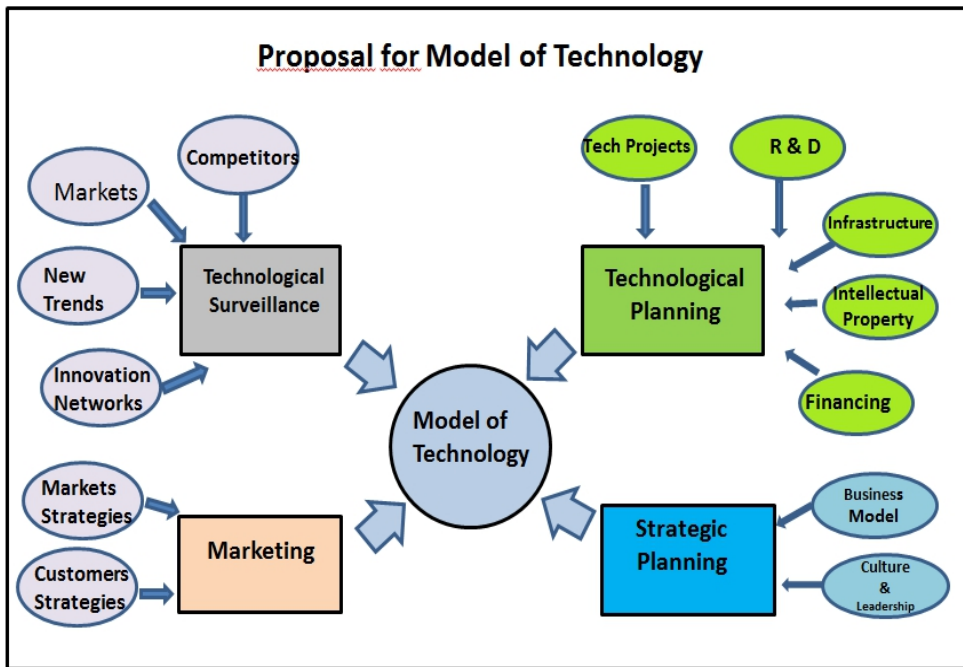 Proposal for Model of Technology
Competitors
Markets
New
Trends
Innovation
Networks
Technological
Surveillance
Tech Projects
R & D
Infrastructure
Intellectual
Property
Financing
Technological
Planning
Model of
Technology
Markets
Strategies
Customers
Strategies
Marketing
Strategic
Planning
Business
Model
Culture
&
Leadership